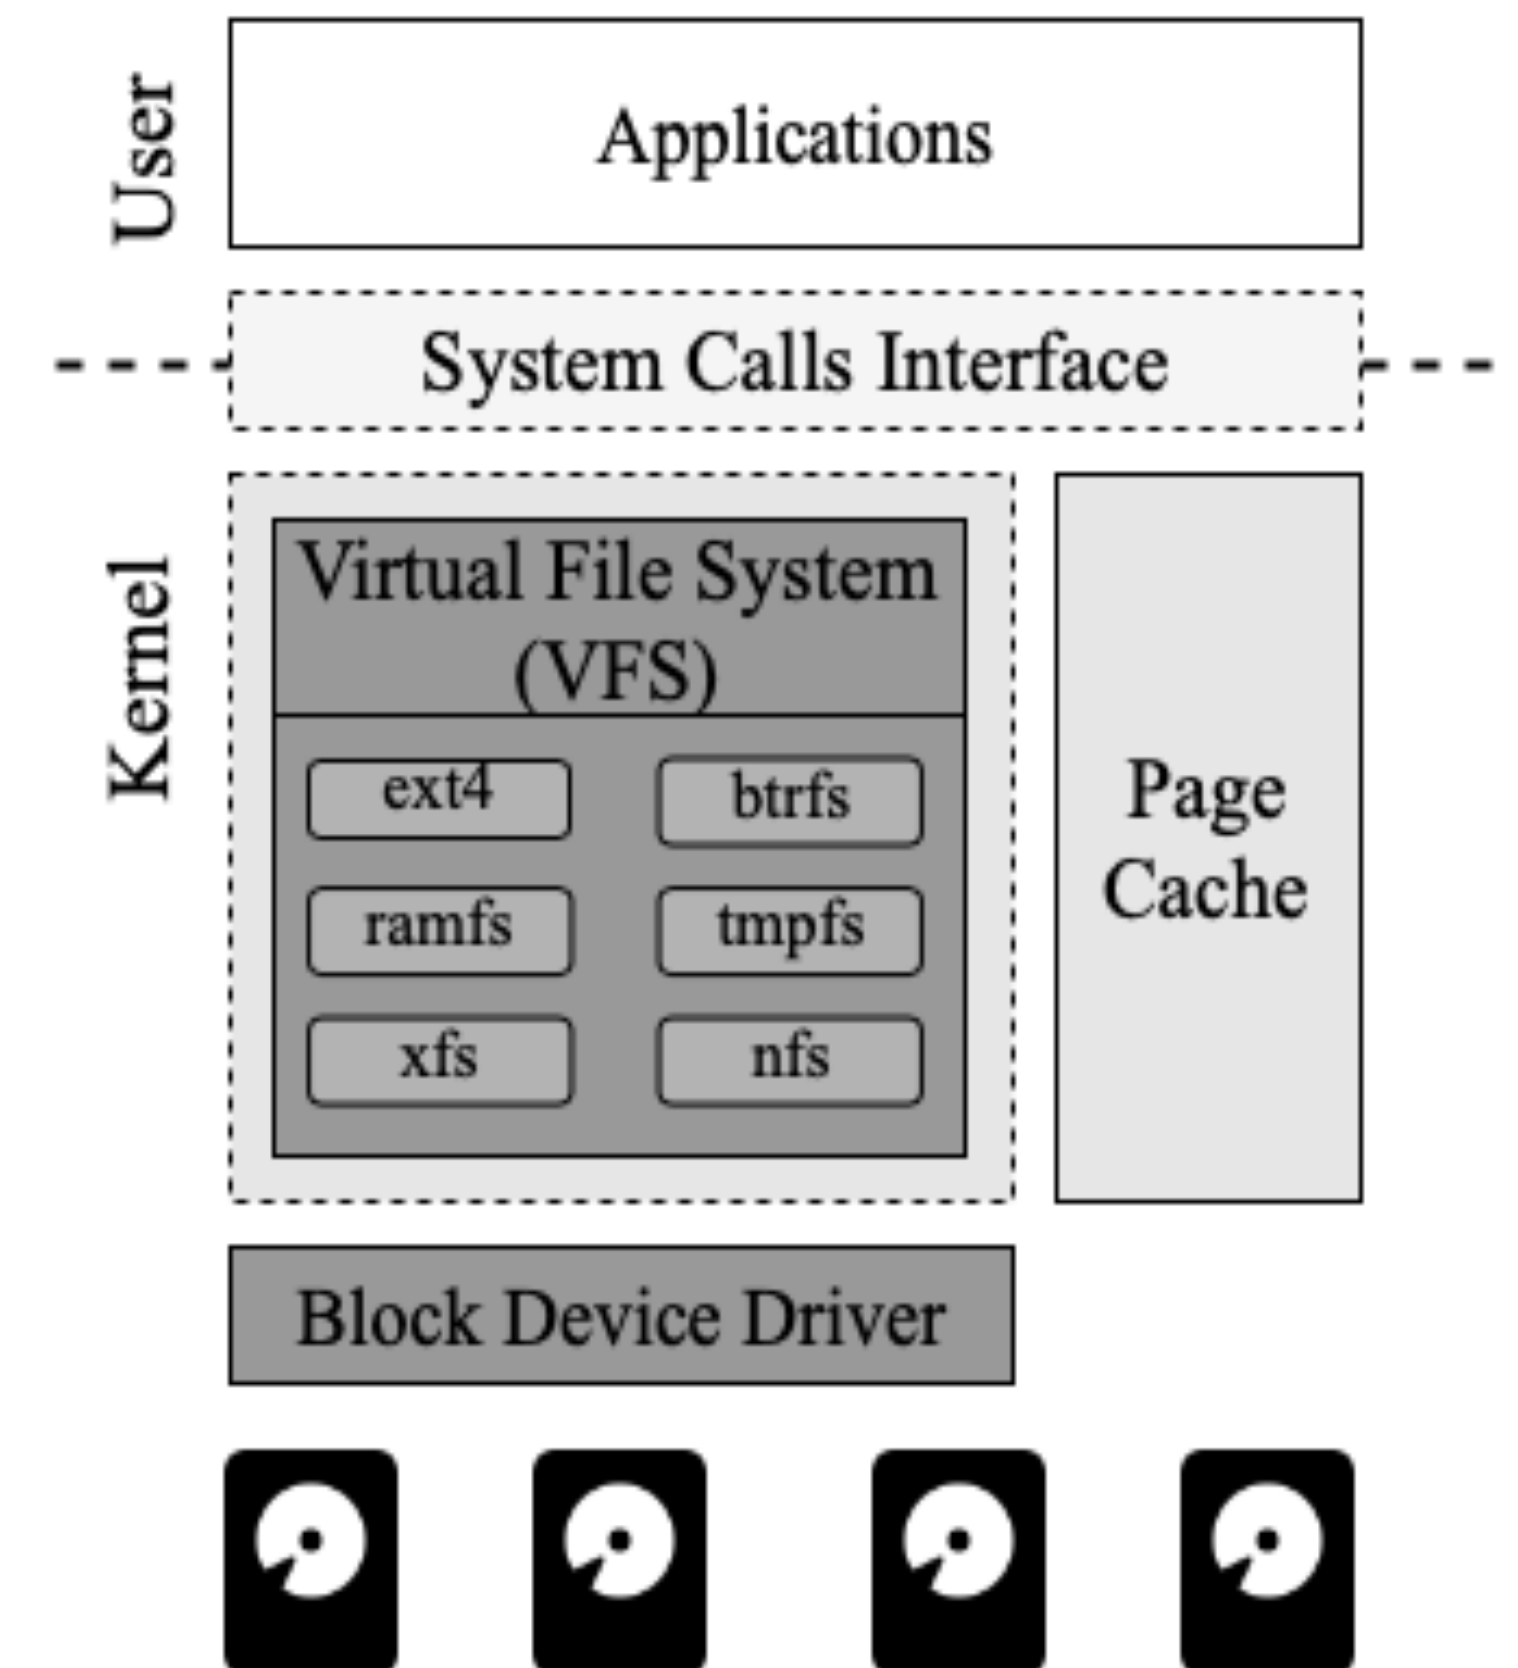 User
Applications
System Calls Interface
Kernel
Virtual File System
(VFS)
ext4
btrfs
ramfs
tmpfs
xfs
nfs
Page
Cache
Block Device Driver